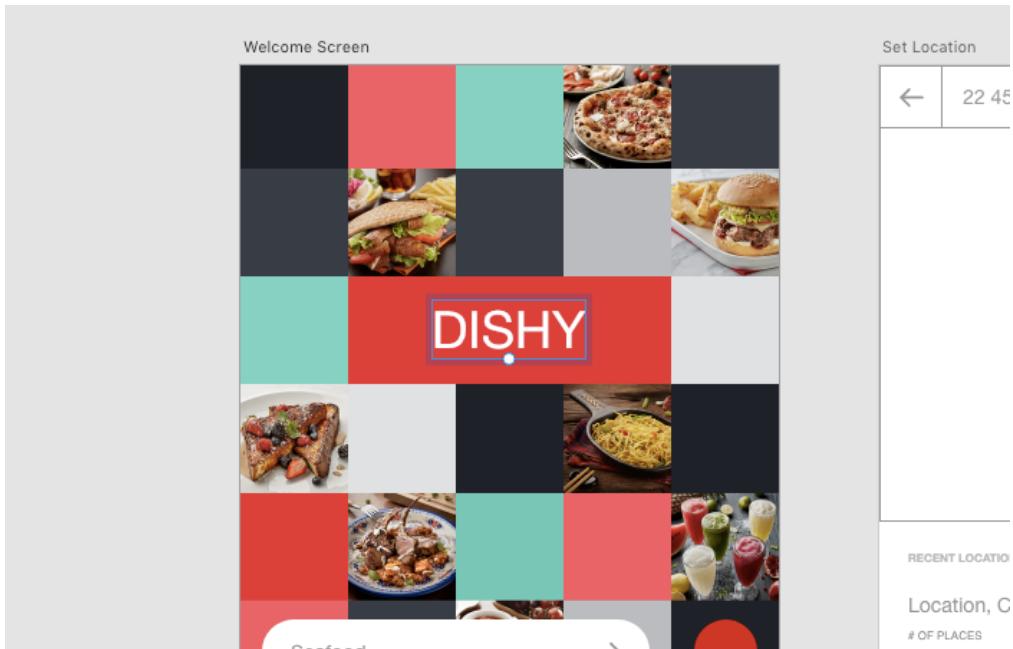 Welcome Screen
Set Location
22 45
DISHY
RECENT LOCATIO
Location, C
# OF PLACES
Seafood